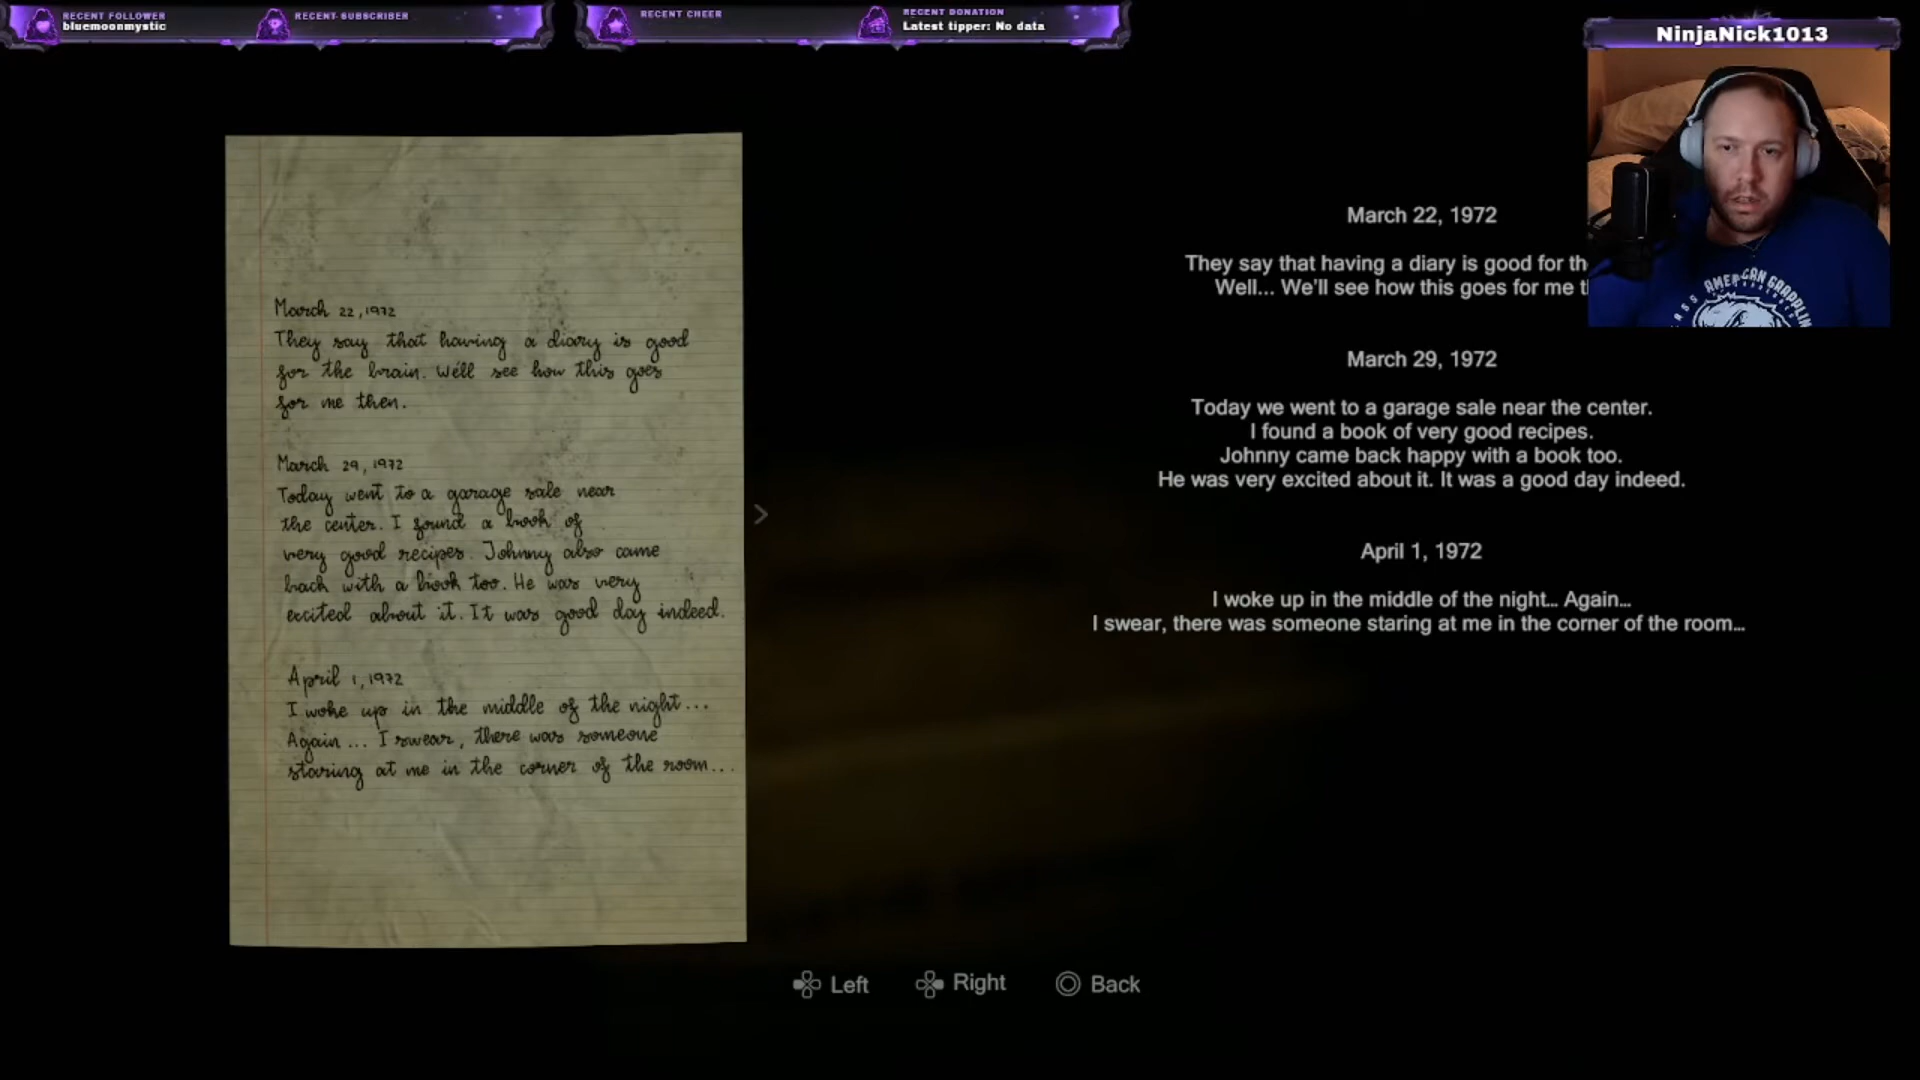 RECENT FOLLOWER
bluemoonmystic
RECENT SUBSCRIBER
RECENT CHEER
RECENT DONATION
Latest tipper: No data
NinjaNick1013
March 22, 1972
They say that having a diary is good
for the brain. We'll see how this goes
for me then.
March 29, 1972
Today went to a garage sale near
the center. I found a book of
very good recipes. Johnny also came
back with a book too. He was very
excited about it. It was good day indeed.
April 1, 1972
I woke up in the middle of the night...
Again... I swear, there was someone
staring at me in the corner of the room...
March 22, 1972
They say that having a diary is good for th
Well... We'll see how this goes for me t
March 29, 1972
Today we went to a garage sale near the center.
I found a book of very good recipes.
Johnny came back happy with a book too.
He was very excited about it. It was a good day indeed.
April 1, 1972
I woke up in the middle of the night... Again...
I swear, there was someone staring at me in the corner of the room...
AMERICAN GRAPPLIN
Left
Right
Back